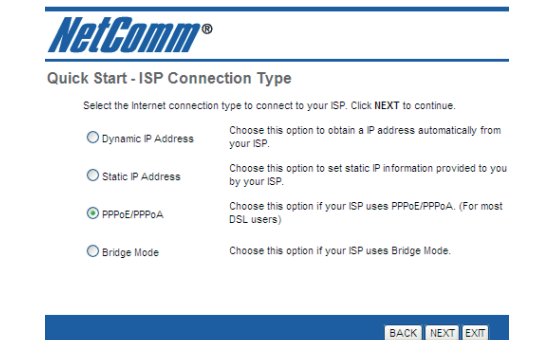 NetComm®
Quick Start - ISP Connection Type
Select the Internet connection type to connect to your ISP. Click NEXT to continue.
Dynamic IP Address
Choose this option to obtain a IP address automatically from
your ISP.
Static IP Address
Choose this option to set static IP information provided to you
by your ISP.
PPPoE/PPPoA
Choose this option if your ISP uses PPPoE/PPPoA. (For most
DSL users)
Bridge Mode
Choose this option if your ISP uses Bridge Mode.
BACK NEXT EXIT